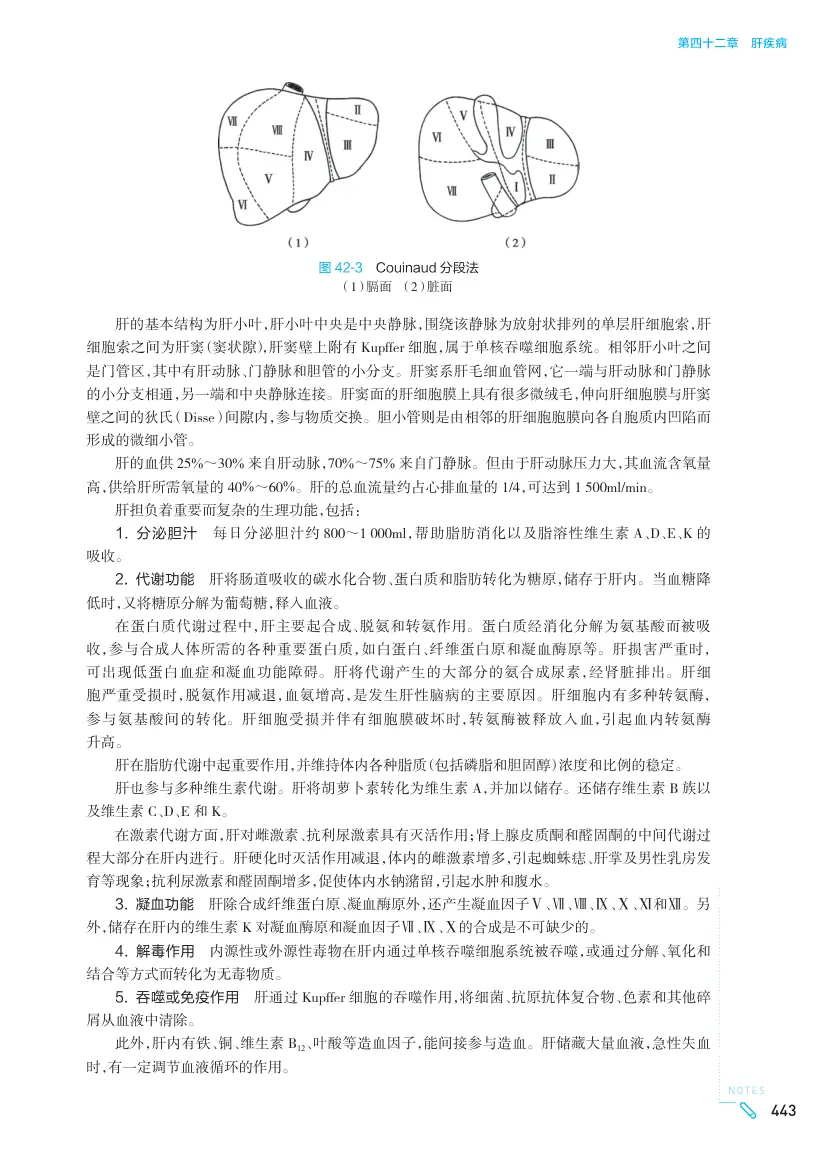 第四十二章 肝疾病
Ⅱ
Ⅶ
Ⅷ
Ⅲ
Ⅳ
Ⅴ
Ⅵ
Ⅴ
Ⅳ
Ⅵ
Ⅲ
Ⅱ
Ⅰ
Ⅶ
(1)
(2)
图 42-3 Couinaud 分段法
(1)膈面 (2)脏面
肝的基本结构为肝小叶,肝小叶中央是中央静脉,围绕该静脉为放射状排列的单层肝细胞索,肝
细胞索之间为肝窦(窦状隙),肝窦壁上附有 Kupffer 细胞,属于单核吞噬细胞系统。相邻肝小叶之间
是门管区,其中有肝动脉、门静脉和胆管的小分支。肝窦系肝毛细血管网,它一端与肝动脉和门静脉
的小分支相通,另一端和中央静脉连接。肝窦面的肝细胞膜上具有很多微绒毛,伸向肝细胞膜与肝窦
壁之间的狄氏(Disse)间隙内,参与物质交换。胆小管则是由相邻的肝细胞胞膜向各自胞质内凹陷而
形成的微细小管。
肝的血供 25%～30% 来自肝动脉,70%～75% 来自门静脉。但由于肝动脉压力大,其血流含氧量
高,供给肝所需氧量的 40%～60%。肝的总血流量约占心排血量的 1/4,可达到 1 500ml/min。
肝担负着重要而复杂的生理功能,包括:
1. 分泌胆汁 每日分泌胆汁约 800～1 000ml,帮助脂肪消化以及脂溶性维生素 A、D、E、K 的
吸收。
2. 代谢功能 肝将肠道吸收的碳水化合物、蛋白质和脂肪转化为糖原,储存于肝内。当血糖降
低时,又将糖原分解为葡萄糖,释入血液。
在蛋白质代谢过程中,肝主要起合成、脱氨和转氨作用。蛋白质经消化分解为氨基酸而被吸
收,参与合成人体所需的各种重要蛋白质,如白蛋白、纤维蛋白原和凝血酶原等。肝损害严重时,
可出现低蛋白血症和凝血功能障碍。肝将代谢产生的大部分的氨合成尿素,经肾脏排出。肝细
胞严重受损时,脱氨作用减退,血氨增高,是发生肝性脑病的主要原因。肝细胞内有多种转氨酶,
参与氨基酸间的转化。肝细胞受损并伴有细胞膜破坏时,转氨酶被释放入血,引起血内转氨酶
升高。
肝在脂肪代谢中起重要作用,并维持体内各种脂质(包括磷脂和胆固醇)浓度和比例的稳定。
肝也参与多种维生素代谢。肝将胡萝卜素转化为维生素 A,并加以储存。还储存维生素 B 族以
及维生素 C、D、E 和 K。
在激素代谢方面,肝对雌激素、抗利尿激素具有灭活作用;肾上腺皮质酮和醛固酮的中间代谢过
程大部分在肝内进行。肝硬化时灭活作用减退,体内的雌激素增多,引起蜘蛛痣、肝掌及男性乳房发
育等现象;抗利尿激素和醛固酮增多,促使体内水钠潴留,引起水肿和腹水。
3. 凝血功能 肝除合成纤维蛋白原、凝血酶原外,还产生凝血因子Ⅴ、Ⅶ、Ⅷ、Ⅸ、Ⅹ、Ⅺ和Ⅻ。另
外,储存在肝内的维生素 K 对凝血酶原和凝血因子Ⅶ、Ⅸ、Ⅹ的合成是不可缺少的。
4. 解毒作用 内源性或外源性毒物在肝内通过单核吞噬细胞系统被吞噬,或通过分解、氧化和
结合等方式而转化为无毒物质。
5. 吞噬或免疫作用 肝通过 Kupffer 细胞的吞噬作用,将细菌、抗原抗体复合物、色素和其他碎
屑从血液中清除。
此外,肝内有铁、铜、维生素 B₁₂、叶酸等造血因子,能间接参与造血。肝储藏大量血液,急性失血
时,有一定调节血液循环的作用。
NOTES
443